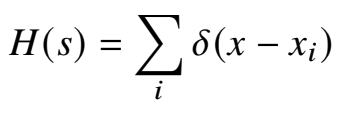 H(s) = ∑_i δ(x − x_i)